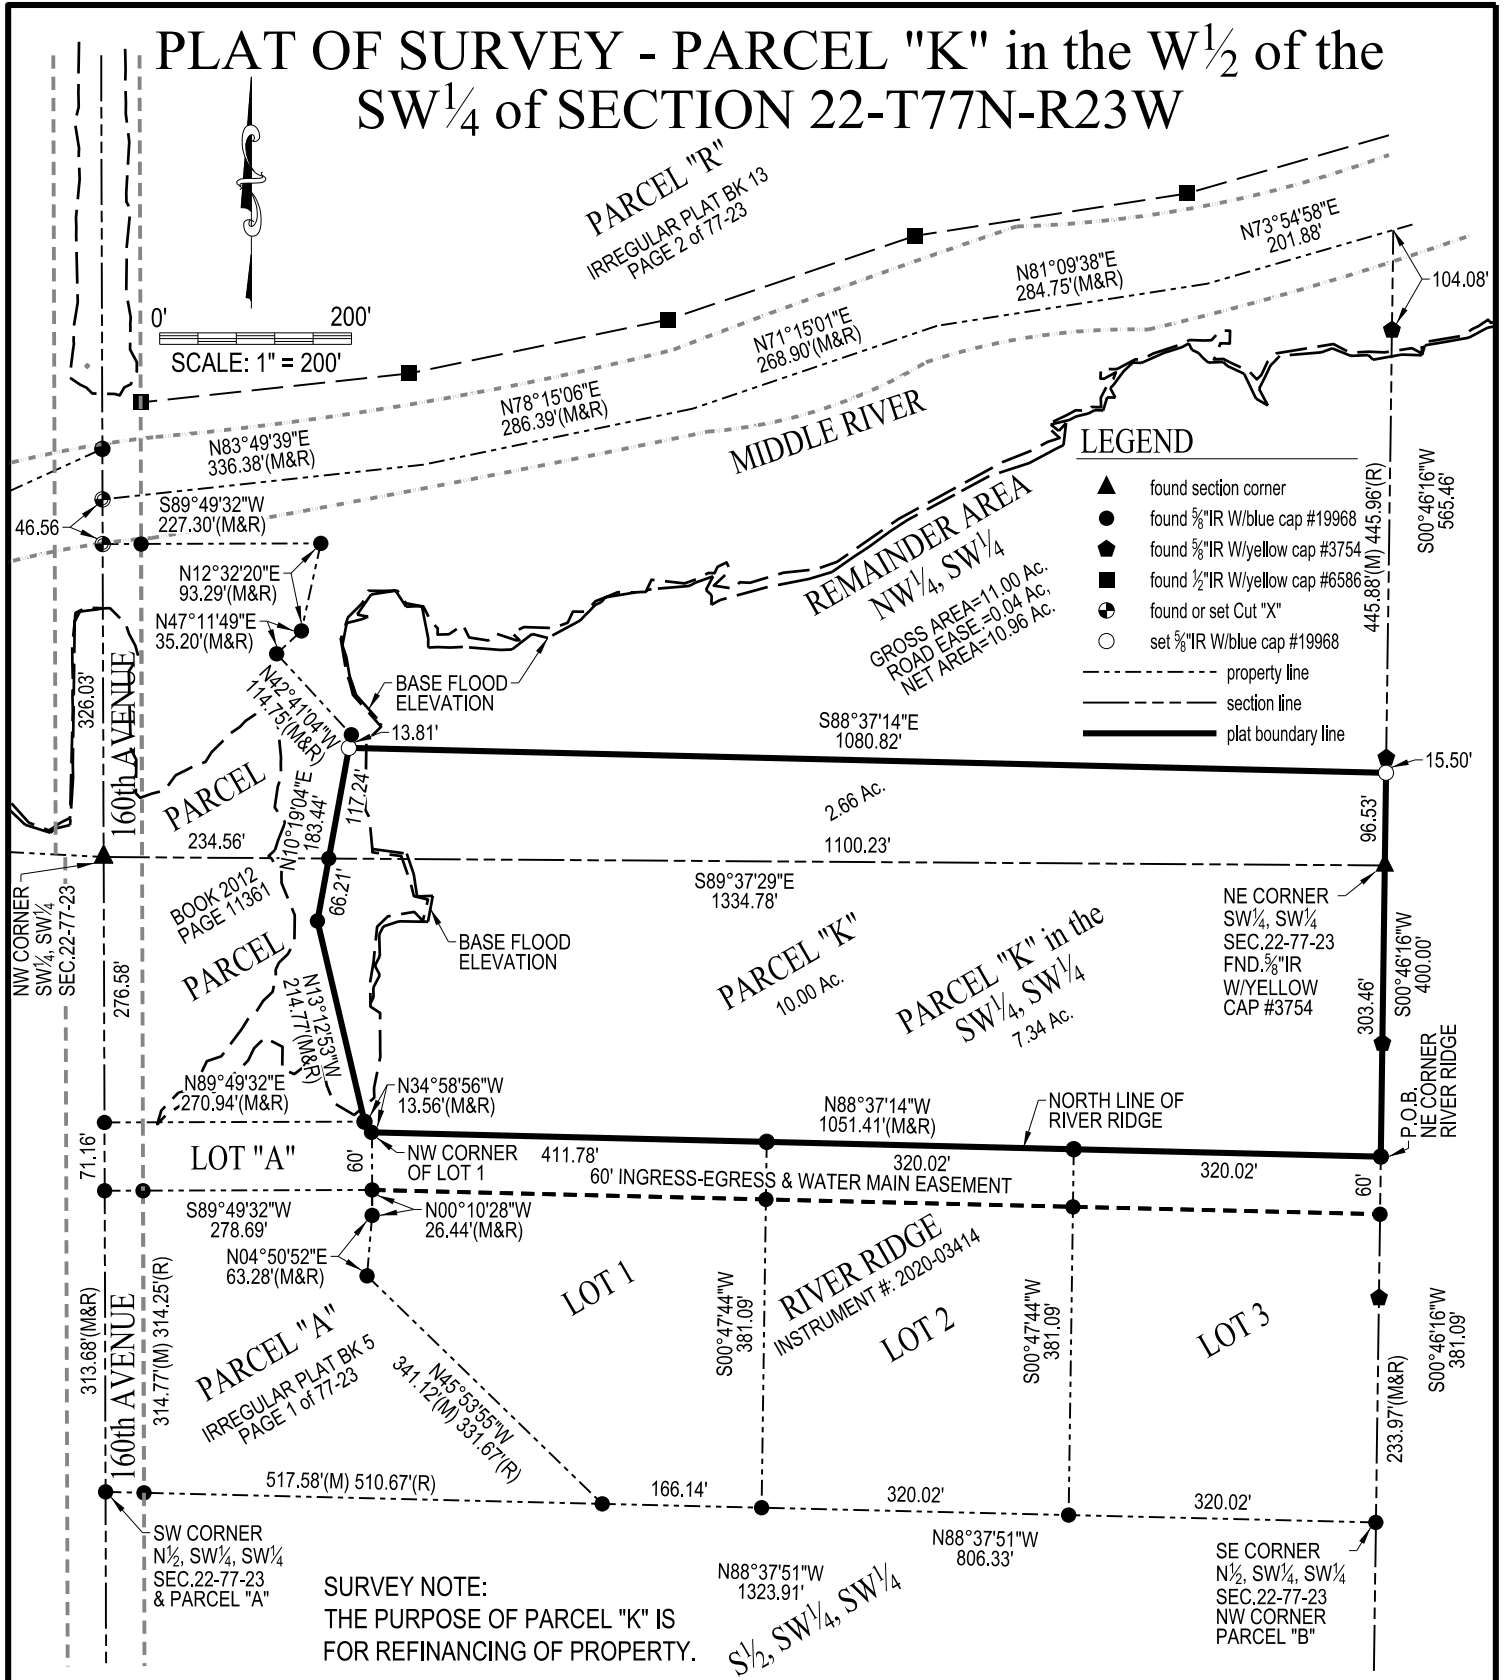 PLAT OF SURVEY - PARCEL "K" in the W½ of the
SW¼ of SECTION 22-T77N-R23W
PARCEL "R"
IRREGULAR PLAT BK 13
PAGE 2 of 77-23
0' 200'
SCALE: 1" = 200'
N73°54'58"E
201.88'
N81°09'38"E
284.75'(M&R)
104.08'
N71°15'01"E
268.90'(M&R)
N78°15'06"E
286.39'(M&R)
N83°49'39"E
336.38'(M&R)
MIDDLE RIVER
S89°49'32"W
227.30'(M&R)
46.56
N12°32'20"E
93.29'(M&R)
N47°11'49"E
35.20'(M&R)
LEGEND
found section corner
found ⅝"IR W/blue cap #19968
found ⅝"IR W/yellow cap #3754
found ½"IR W/yellow cap #6586
found or set Cut "X"
set ⅝"IR W/blue cap #19968
property line
section line
plat boundary line
445.88'(M) 445.96'(R)
S00°46'16"W
565.46'
REMAINDER AREA
NW¼, SW¼
GROSS AREA=11.00 Ac.
ROAD EASE.=0.04 Ac,
NET AREA=10.96 Ac.
326.03'
160th AVENUE
N42°41'04"W
114.75'(M&R)
BASE FLOOD
ELEVATION
13.81'
S88°37'14"E
1080.82'
15.50'
PARCEL
N10°19'04"E
183.44'
117.24'
2.66 Ac.
96.53'
234.56'
1100.23'
S89°37'29"E
1334.78'
NW CORNER
SW¼, SW¼
SEC.22-77-23
BOOK 2012
PAGE 11361
66.21'
BASE FLOOD
ELEVATION
PARCEL
276.58'
N13°12'53"W
214.77'(M&R)
PARCEL "K"
10.00 Ac.
PARCEL "K" in the
SW¼, SW¼
7.34 Ac.
NE CORNER
SW¼, SW¼
SEC.22-77-23
FND.⅝"IR
W/YELLOW
CAP #3754
303.46'
S00°46'16"W
400.00'
N89°49'32"E
270.94'(M&R)
N34°58'56"W
13.56'(M&R)
N88°37'14"W
1051.41'(M&R)
NORTH LINE OF
RIVER RIDGE
P.O.B.
NE CORNER
RIVER RIDGE
71.16'
LOT "A"
60'
NW CORNER
OF LOT 1
411.78'
320.02'
320.02'
60'
60' INGRESS-EGRESS & WATER MAIN EASEMENT
S89°49'32"W
278.69'
N00°10'28"W
26.44'(M&R)
N04°50'52"E
63.28'(M&R)
LOT 1
RIVER RIDGE
INSTRUMENT #: 2020-03414
LOT 2
LOT 3
S00°47'44"W
381.09'
S00°47'44"W
381.09'
S00°46'16"W
381.09'
233.97'(M&R)
313.68'(M&R)
160th AVENUE
314.77'(M) 314.25'(R)
PARCEL "A"
IRREGULAR PLAT BK 5
PAGE 1 of 77-23
N45°53'55"W
341.12'(M) 331.67'(R)
517.58'(M) 510.67'(R)
166.14'
320.02'
320.02'
SW CORNER
N½, SW¼, SW¼
SEC.22-77-23
& PARCEL "A"
N88°37'51"W
806.33'
N88°37'51"W
1323.91'
S½, SW¼, SW¼
SE CORNER
N½, SW¼, SW¼
SEC.22-77-23
NW CORNER
PARCEL "B"
SURVEY NOTE:
THE PURPOSE OF PARCEL "K" IS
FOR REFINANCING OF PROPERTY.